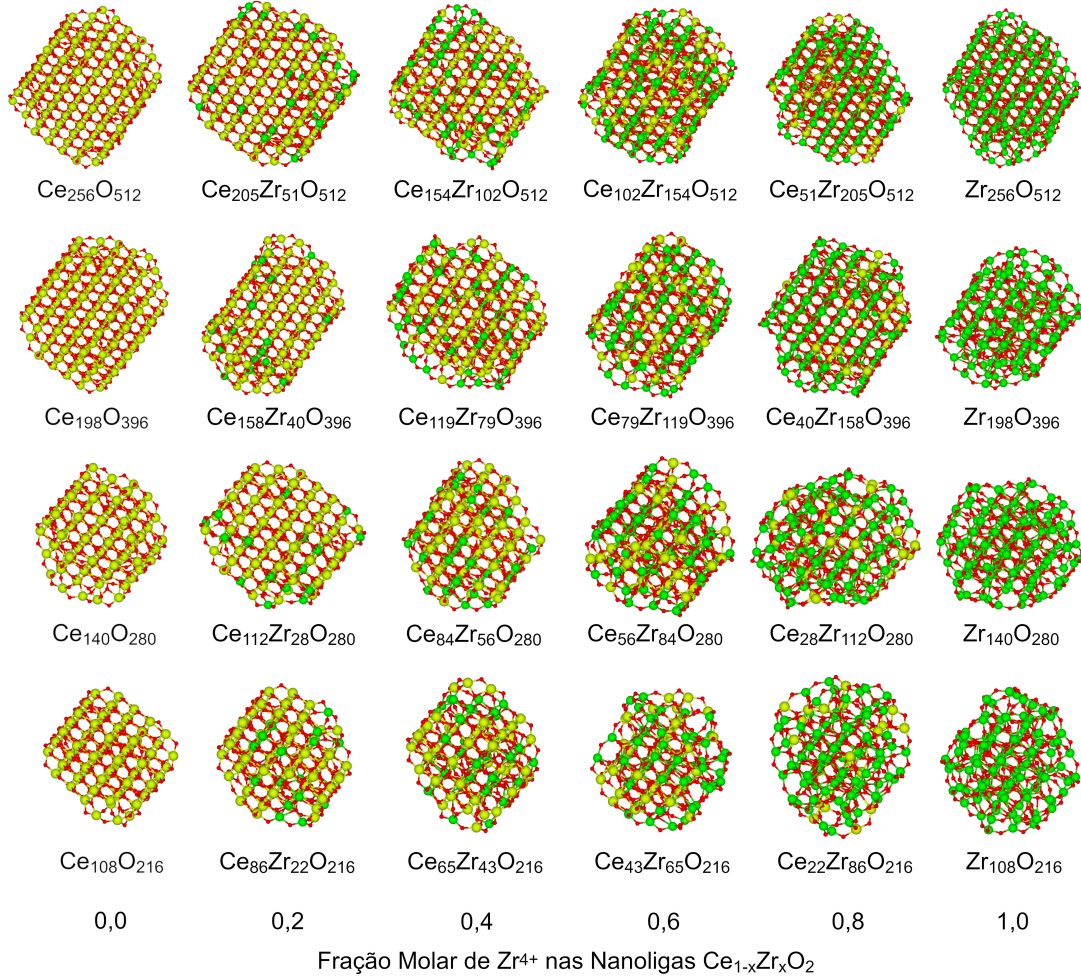 Ce₂₅₆O₅₁₂ Ce₂₀₅Zr₅₁O₅₁₂ Ce₁₅₄Zr₁₀₂O₅₁₂ Ce₁₀₂Zr₁₅₄O₅₁₂ Ce₅₁Zr₂₀₅O₅₁₂ Zr₂₅₆O₅₁₂
Ce₁₉₈O₃₉₆ Ce₁₅₈Zr₄₀O₃₉₆ Ce₁₁₉Zr₇₉O₃₉₆ Ce₇₉Zr₁₁₉O₃₉₆ Ce₄₀Zr₁₅₈O₃₉₆ Zr₁₉₈O₃₉₆
Ce₁₄₀O₂₈₀ Ce₁₁₂Zr₂₈O₂₈₀ Ce₈₄Zr₅₆O₂₈₀ Ce₅₆Zr₈₄O₂₈₀ Ce₂₈Zr₁₁₂O₂₈₀ Zr₁₄₀O₂₈₀
Ce₁₀₈O₂₁₆ Ce₈₆Zr₂₂O₂₁₆ Ce₆₅Zr₄₃O₂₁₆ Ce₄₃Zr₆₅O₂₁₆ Ce₂₂Zr₈₆O₂₁₆ Zr₁₀₈O₂₁₆
0,0 0,2 0,4 0,6 0,8 1,0
Fração Molar de Zr⁴⁺ nas Nanoligas Ce₁₋ₓZrₓO₂